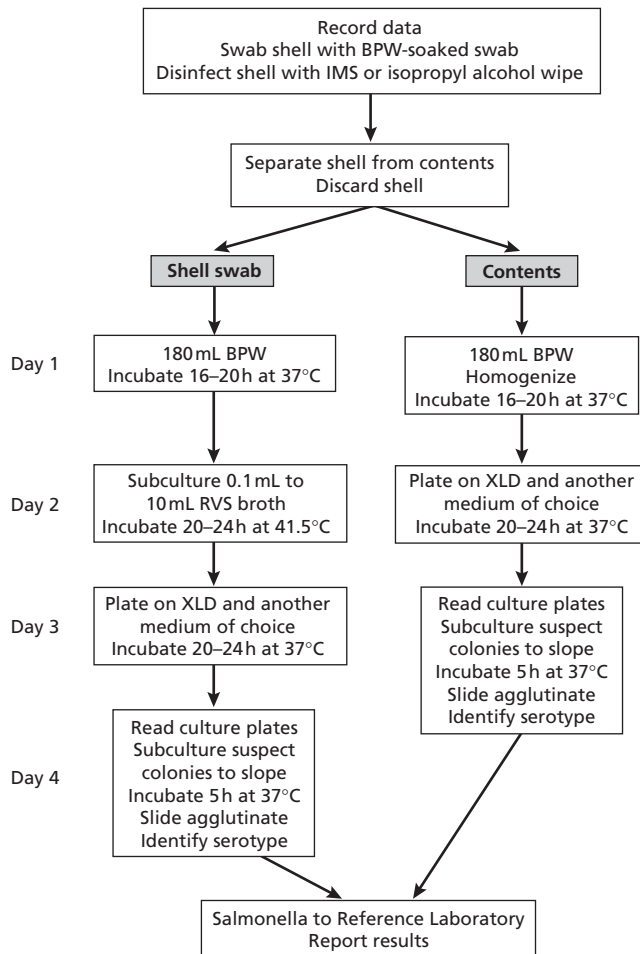 Record data
Swab shell with BPW-soaked swab
Disinfect shell with IMS or isopropyl alcohol wipe
Separate shell from contents
Discard shell
Shell swab
Contents
Day 1
180 mL BPW
Incubate 16–20 h at 37°C
180 mL BPW
Homogenize
Incubate 16–20 h at 37°C
Day 2
Subculture 0.1 mL to
10 mL RVS broth
Incubate 20–24 h at 41.5°C
Plate on XLD and another
medium of choice
Incubate 20–24 h at 37°C
Day 3
Plate on XLD and another
medium of choice
Incubate 20–24 h at 37°C
Read culture plates
Subculture suspect
colonies to slope
Incubate 5 h at 37°C
Slide agglutinate
Identify serotype
Day 4
Read culture plates
Subculture suspect
colonies to slope
Incubate 5 h at 37°C
Slide agglutinate
Identify serotype
Salmonella to Reference Laboratory
Report results